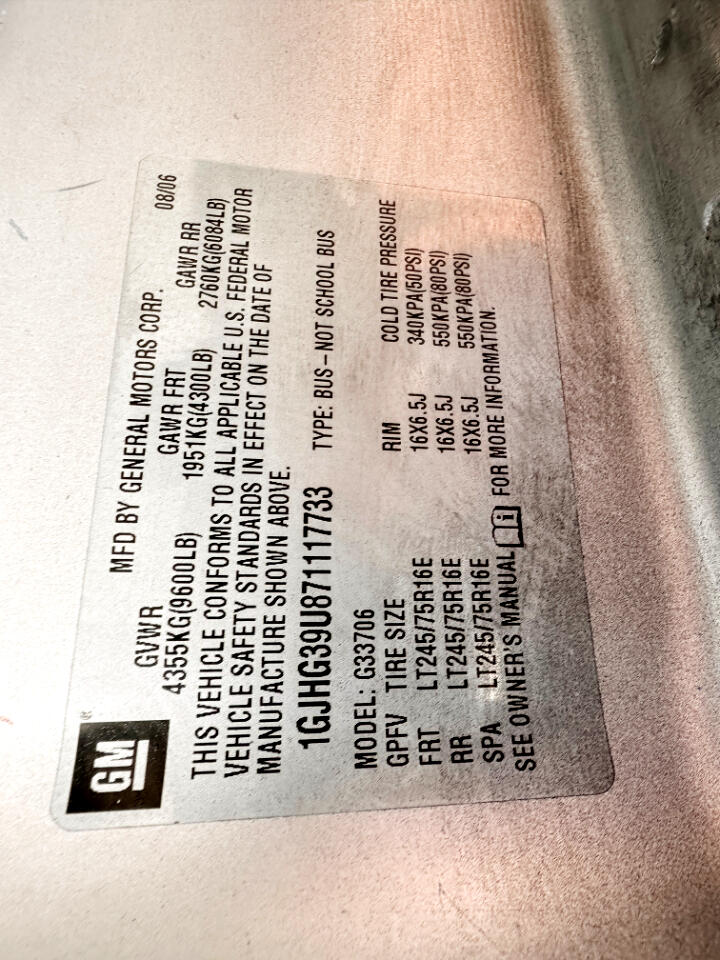 GM®
MFD BY GENERAL MOTORS CORP. 08/06
GVWR GAWR FRT GAWR RR
4355KG(9600LB) 1951KG(4300LB) 2760KG(6084LB)
THIS VEHICLE CONFORMS TO ALL APPLICABLE U.S. FEDERAL MOTOR
VEHICLE SAFETY STANDARDS IN EFFECT ON THE DATE OF
MANUFACTURE SHOWN ABOVE.
1GJHG39U871117733 TYPE: BUS-NOT SCHOOL BUS
MODEL: G33706
GPFV TIRE SIZE RIM COLD TIRE PRESSURE
FRT LT245/75R16E 16X6.5J 340KPA(50PSI)
RR LT245/75R16E 16X6.5J 550KPA(80PSI)
SPA LT245/75R16E 16X6.5J 550KPA(80PSI)
SEE OWNER'S MANUAL i FOR MORE INFORMATION.